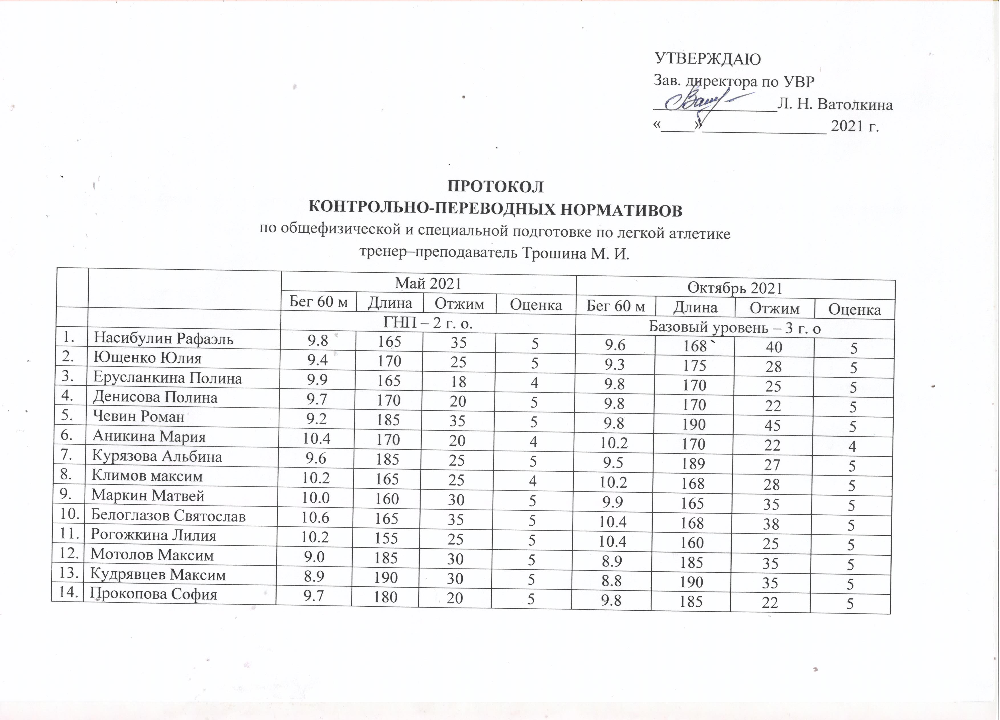 УТВЕРЖДАЮ
Зав. директора по УВР
_______________Л. Н. Ватолкина
«____»_______________ 2021 г.
ПРОТОКОЛ
КОНТРОЛЬНО-ПЕРЕВОДНЫХ НОРМАТИВОВ
по общефизической и специальной подготовке по легкой атлетике
тренер–преподаватель Трошина М. И.
Май 2021 Октябрь 2021
Бег 60 м Длина Отжим Оценка Бег 60 м Длина Отжим Оценка
ГНП – 2 г. о. Базовый уровень – 3 г. о
1. Насибулин Рафаэль 9.8 165 35 5 9.6 168 40 5
2. Ющенко Юлия 9.4 170 25 5 9.3 175 28 5
3. Ерусланкина Полина 9.9 165 18 4 9.8 170 25 5
4. Денисова Полина 9.7 170 20 5 9.8 170 22 5
5. Чевин Роман 9.2 185 35 5 9.8 190 45 5
6. Аникина Мария 10.4 170 20 4 10.2 170 22 4
7. Курязова Альбина 9.6 185 25 5 9.5 189 27 5
8. Климов максим 10.2 165 25 4 10.2 168 28 5
9. Маркин Матвей 10.0 160 30 5 9.9 165 35 5
10. Белоглазов Святослав 10.6 165 35 5 10.4 168 38 5
11. Рогожкина Лилия 10.2 155 25 5 10.4 160 25 5
12. Мотолов Максим 9.0 185 30 5 8.9 185 35 5
13. Кудрявцев Максим 8.9 190 30 5 8.8 190 35 5
14. Прокопова София 9.7 180 20 5 9.8 185 22 5